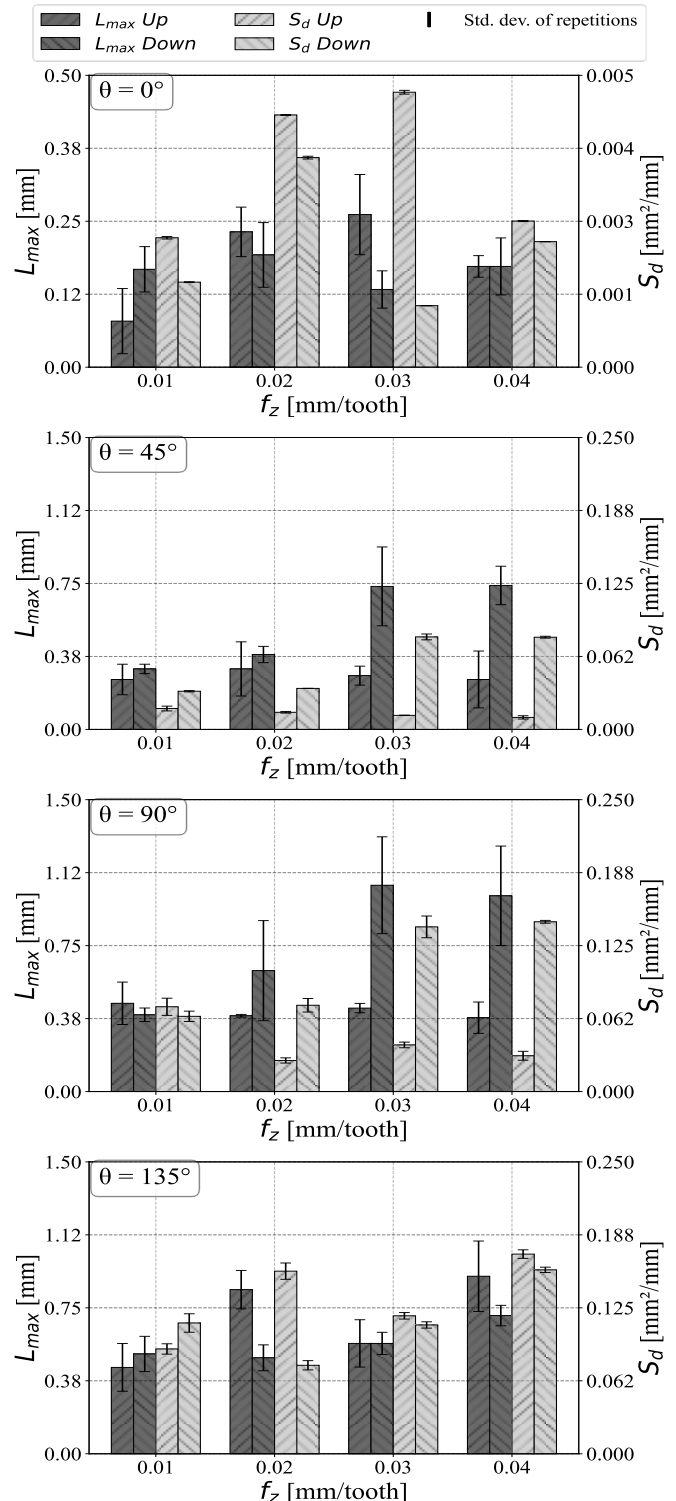 L_max Up S_d Up Std. dev. of repetitions
L_max Down S_d Down
θ = 0°
0.50 0.005
0.38 0.004
0.25 0.003
0.12 0.001
0.00 0.000
L_max [mm]
S_d [mm²/mm]
0.01 0.02 0.03 0.04
f_z [mm/tooth]
θ = 45°
1.50 0.250
1.12 0.188
0.75 0.125
0.38 0.062
0.00 0.000
L_max [mm]
S_d [mm²/mm]
0.01 0.02 0.03 0.04
f_z [mm/tooth]
θ = 90°
1.50 0.250
1.12 0.188
0.75 0.125
0.38 0.062
0.00 0.000
L_max [mm]
S_d [mm²/mm]
0.01 0.02 0.03 0.04
f_z [mm/tooth]
θ = 135°
1.50 0.250
1.12 0.188
0.75 0.125
0.38 0.062
0.00 0.000
L_max [mm]
S_d [mm²/mm]
0.01 0.02 0.03 0.04
f_z [mm/tooth]